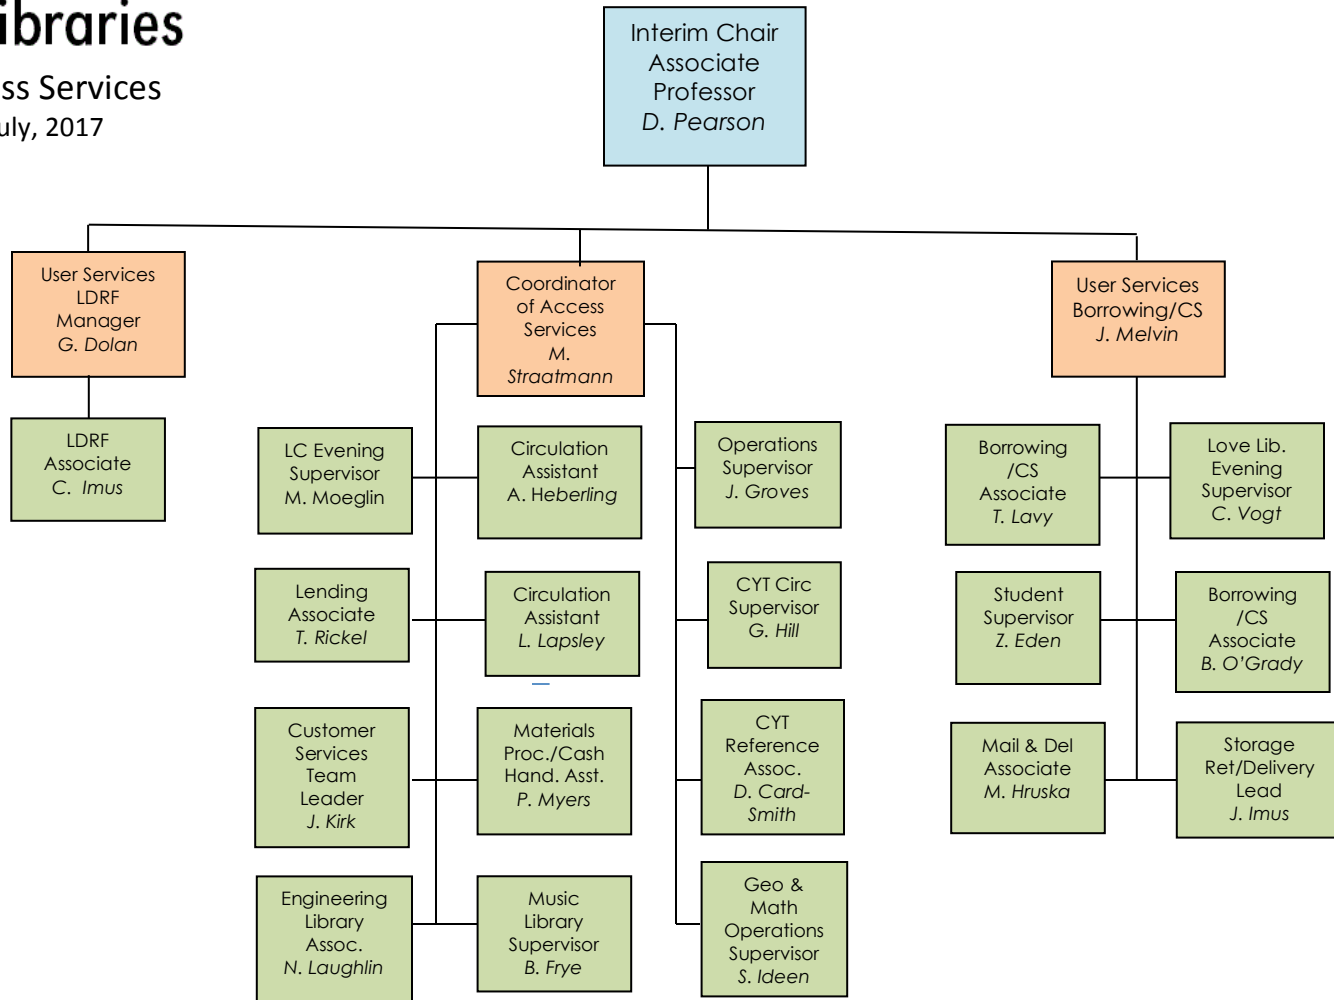 ibraries
ss Services
uly, 2017
Interim Chair
Associate
Professor
D. Pearson
User Services
LDRF
Manager
G. Dolan
Coordinator
of Access
Services
M.
Straatmann
User Services
Borrowing/CS
J. Melvin
LDRF
Associate
C. Imus
LC Evening
Supervisor
M. Moeglin
Circulation
Assistant
A. Heberling
Operations
Supervisor
J. Groves
Borrowing
/CS
Associate
T. Lavy
Love Lib.
Evening
Supervisor
C. Vogt
Lending
Associate
T. Rickel
Circulation
Assistant
L. Lapsley
CYT Circ
Supervisor
G. Hill
Student
Supervisor
Z. Eden
Borrowing
/CS
Associate
B. O’Grady
Customer
Services
Team
Leader
J. Kirk
Materials
Proc./Cash
Hand. Asst.
P. Myers
CYT
Reference
Assoc.
D. Card-
Smith
Mail & Del
Associate
M. Hruska
Storage
Ret/Delivery
Lead
J. Imus
Engineering
Library
Assoc.
N. Laughlin
Music
Library
Supervisor
B. Frye
Geo &
Math
Operations
Supervisor
S. Ideen